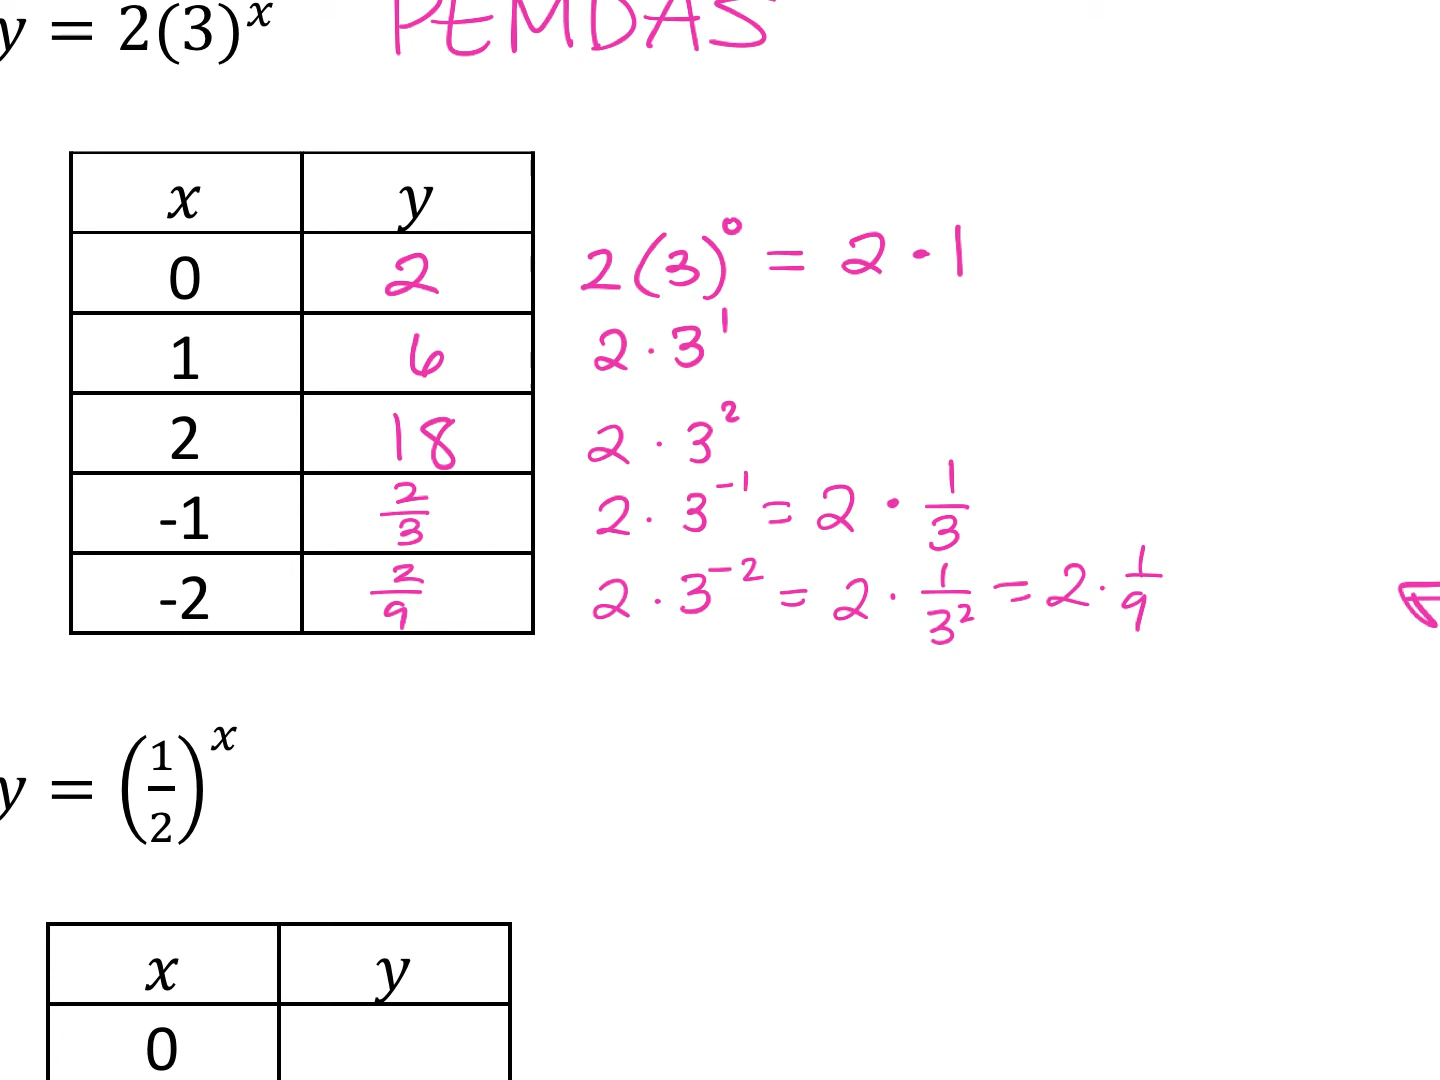 y = 2(3)^x PEMDAS
x y
0 2 2(3)^0 = 2 · 1
1 6 2 · 3^1
2 18 2 · 3^2
-1 2/3 2 · 3^-1 = 2 · 1/3
-2 2/9 2 · 3^-2 = 2 · 1/3^2 = 2 · 1/9
y = (1/2)^x
x y
0